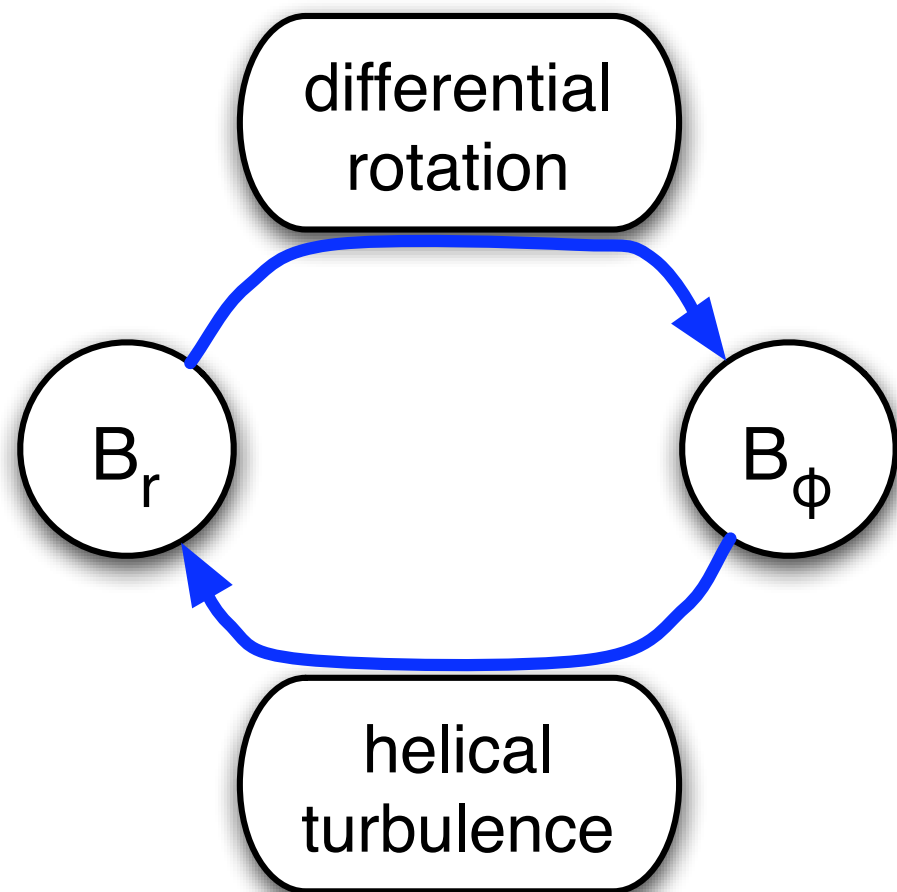 differential
rotation
B_r
B_ϕ
helical
turbulence